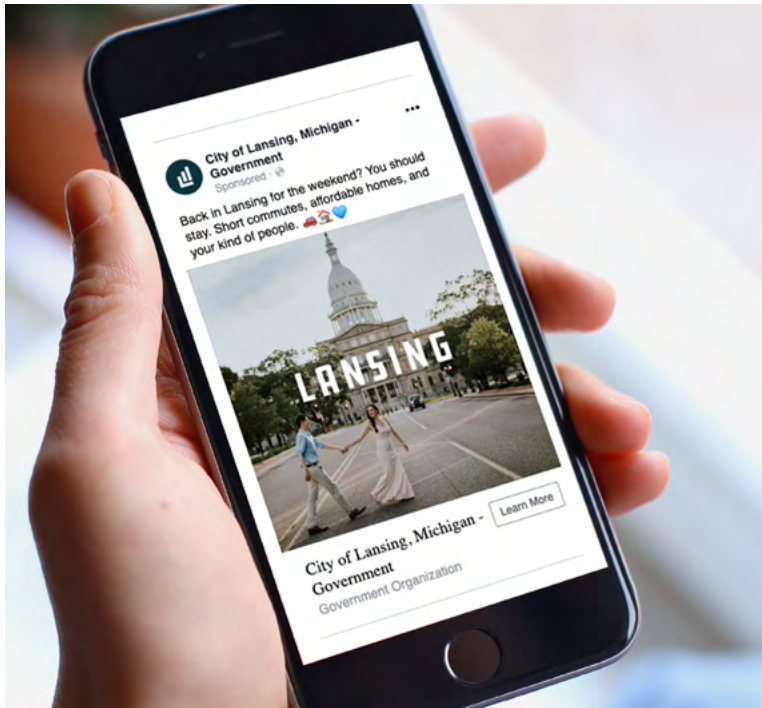 City of Lansing, Michigan -
Government
Sponsored ·
Back in Lansing for the weekend? You should
stay. Short commutes, affordable homes, and
your kind of people. 🚗🏠💙
LANSING
City of Lansing, Michigan -
Government
Learn More
Government Organization